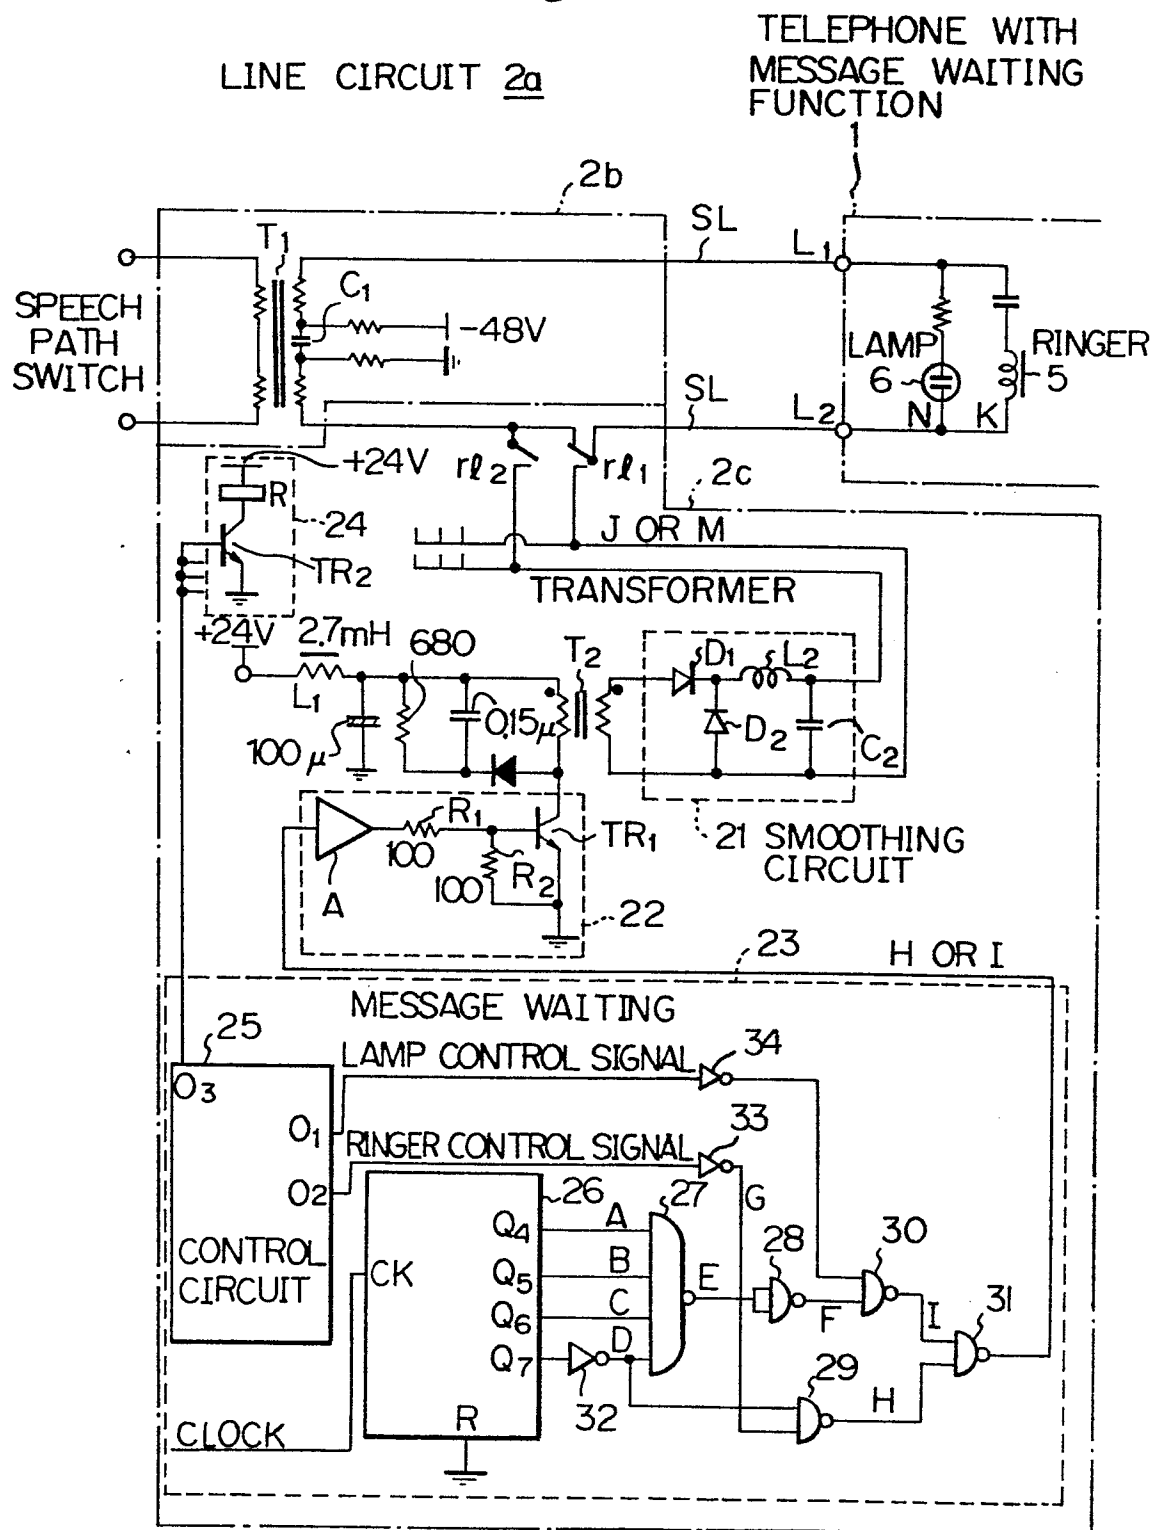 TELEPHONE WITH
MESSAGE WAITING
FUNCTION
1
LINE CIRCUIT 2a
2b
SL
L1
T1
C1
-48V
SPEECH
PATH
SWITCH
LAMP
6
N
RINGER
5
K
SL
L2
+24V
R
24
TR2
rl2
rl1
2c
J OR M
TRANSFORMER
+24V
2.7mH
L1
680
100μ
0.15μ
T2
D1
L2
D2
C2
21 SMOOTHING
CIRCUIT
A
R1
100
R2
100
TR1
22
23
H OR I
MESSAGE WAITING
25
LAMP CONTROL SIGNAL
34
O3
O1
RINGER CONTROL SIGNAL
33
O2
G
CONTROL
CIRCUIT
26
CK
Q4
Q5
Q6
Q7
R
A
B
C
D
27
E
28
F
30
I
31
32
29
H
CLOCK